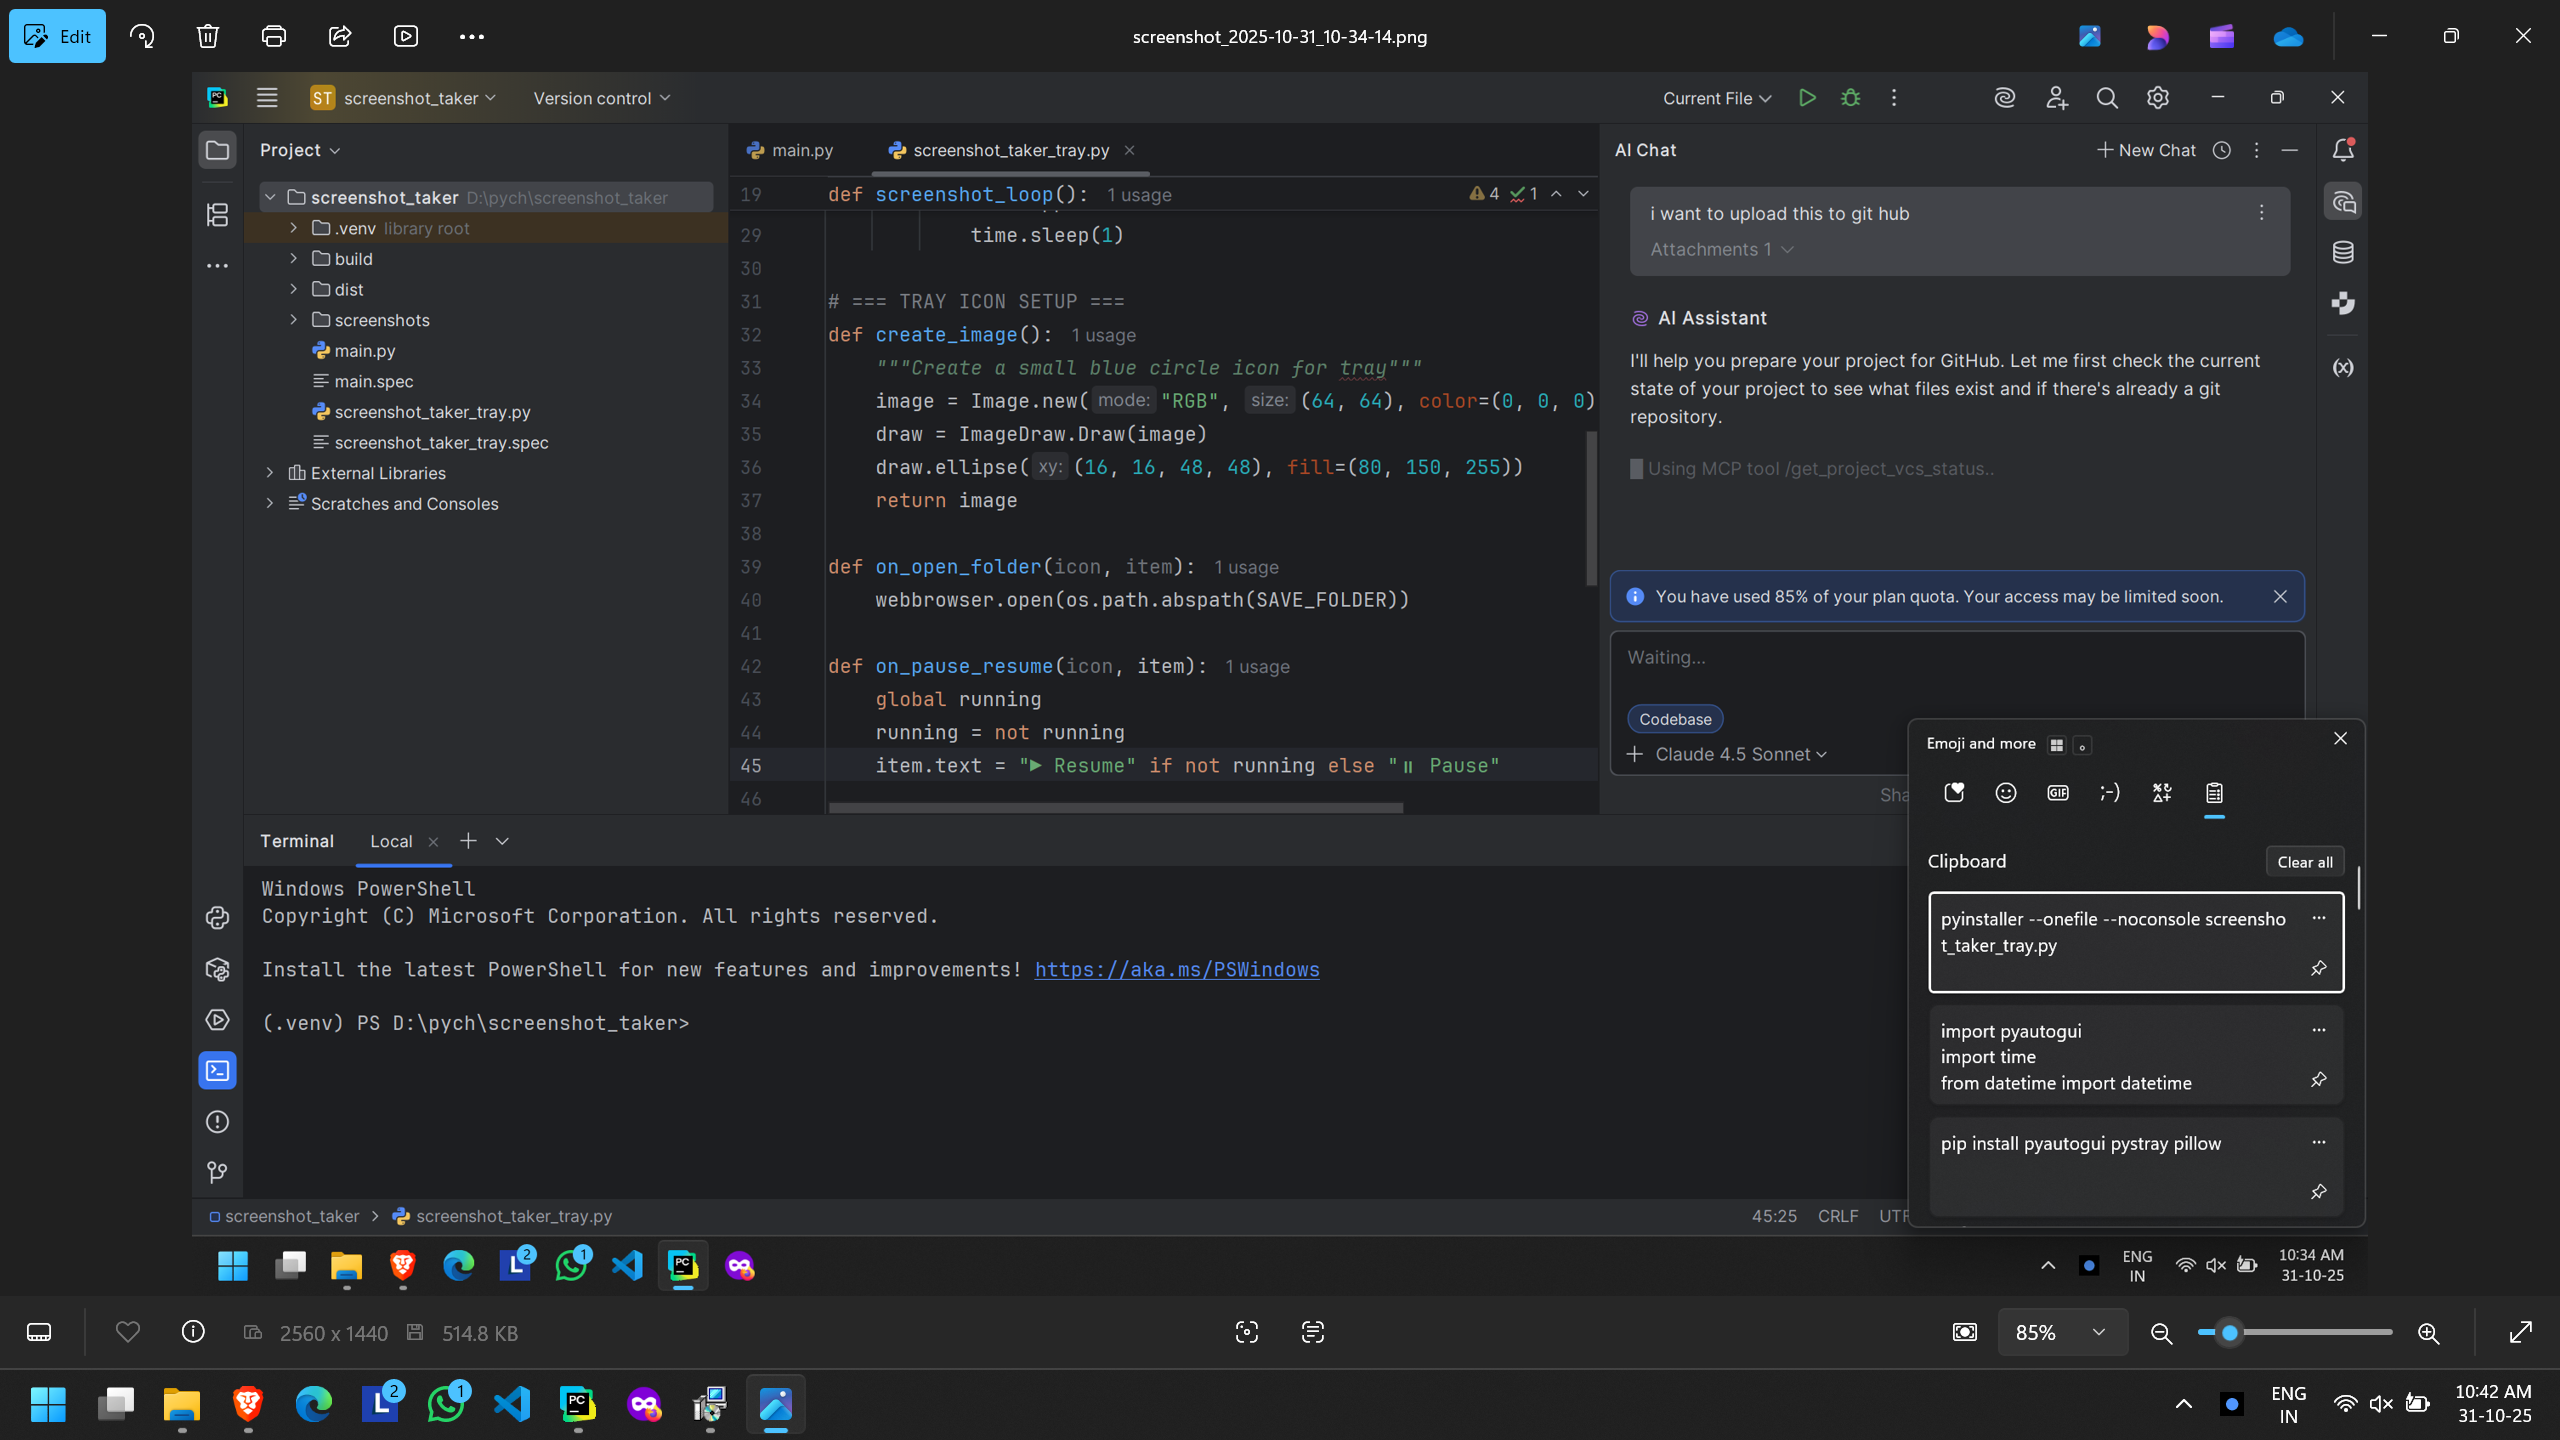 Edit
screenshot_2025-10-31_10-34-14.png
ST screenshot_taker
Version control
Current File
Project
screenshot_taker D:\pych\screenshot_taker
.venv library root
build
dist
screenshots
main.py
main.spec
screenshot_taker_tray.py
screenshot_taker_tray.spec
External Libraries
Scratches and Consoles
main.py
screenshot_taker_tray.py
19 def screenshot_loop(): 1 usage
4 1
29 time.sleep(1)
30
31 # === TRAY ICON SETUP ===
32 def create_image(): 1 usage
33 """Create a small blue circle icon for tray"""
34 image = Image.new( mode: "RGB", size: (64, 64), color=(0, 0, 0)
35 draw = ImageDraw.Draw(image)
36 draw.ellipse( xy: (16, 16, 48, 48), fill=(80, 150, 255))
37 return image
38
39 def on_open_folder(icon, item): 1 usage
40 webbrowser.open(os.path.abspath(SAVE_FOLDER))
41
42 def on_pause_resume(icon, item): 1 usage
43 global running
44 running = not running
45 item.text = "▶ Resume" if not running else "⏸ Pause"
46
AI Chat
New Chat
i want to upload this to git hub
Attachments 1
AI Assistant
I'll help you prepare your project for GitHub. Let me first check the current
state of your project to see what files exist and if there's already a git
repository.
Using MCP tool /get_project_vcs_status..
You have used 85% of your plan quota. Your access may be limited soon.
Waiting...
Codebase
Claude 4.5 Sonnet
Emoji and more
GIF
;-)
Clipboard
Clear all
pyinstaller --onefile --noconsole screensho
t_taker_tray.py
import pyautogui
import time
from datetime import datetime
pip install pyautogui pystray pillow
Terminal
Local
Windows PowerShell
Copyright (C) Microsoft Corporation. All rights reserved.
Install the latest PowerShell for new features and improvements! https://aka.ms/PSWindows
(.venv) PS D:\pych\screenshot_taker>
screenshot_taker > screenshot_taker_tray.py
45:25
CRLF
2
1
ENG
IN
10:34 AM
31-10-25
2560 x 1440
514.8 KB
85%
2
1
ENG
IN
10:42 AM
31-10-25